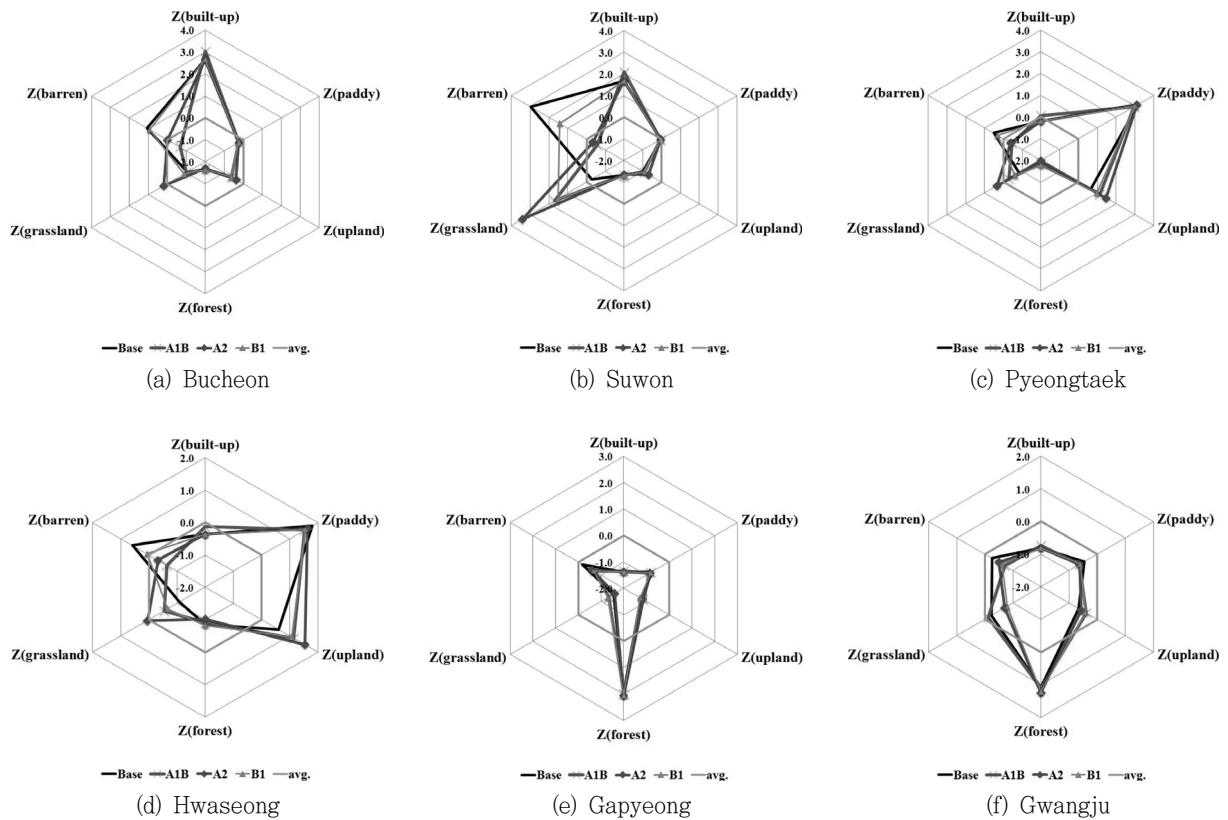 Z(built-up)
4.0
3.0
2.0
1.0
0.0
-1.0
-2.0
Z(paddy)
Z(upland)
Z(forest)
Z(grassland)
Z(barren)
Base A1B A2 B1 avg.
(a) Bucheon
Z(built-up)
4.0
3.0
2.0
1.0
0.0
-1.0
-2.0
Z(paddy)
Z(upland)
Z(forest)
Z(grassland)
Z(barren)
Base A1B A2 B1 avg.
(b) Suwon
Z(built-up)
4.0
3.0
2.0
1.0
0.0
-1.0
-2.0
Z(paddy)
Z(upland)
Z(forest)
Z(grassland)
Z(barren)
Base A1B A2 B1 avg.
(c) Pyeongtaek
Z(built-up)
2.0
1.0
0.0
-1.0
-2.0
Z(paddy)
Z(upland)
Z(forest)
Z(grassland)
Z(barren)
Base A1B A2 B1 avg.
(d) Hwaseong
Z(built-up)
3.0
2.0
1.0
0.0
-1.0
-2.0
Z(paddy)
Z(upland)
Z(forest)
Z(grassland)
Z(barren)
Base A1B A2 B1 avg.
(e) Gapyeong
Z(built-up)
2.0
1.0
0.0
-1.0
-2.0
Z(paddy)
Z(upland)
Z(forest)
Z(grassland)
Z(barren)
Base A1B A2 B1 avg.
(f) Gwangju